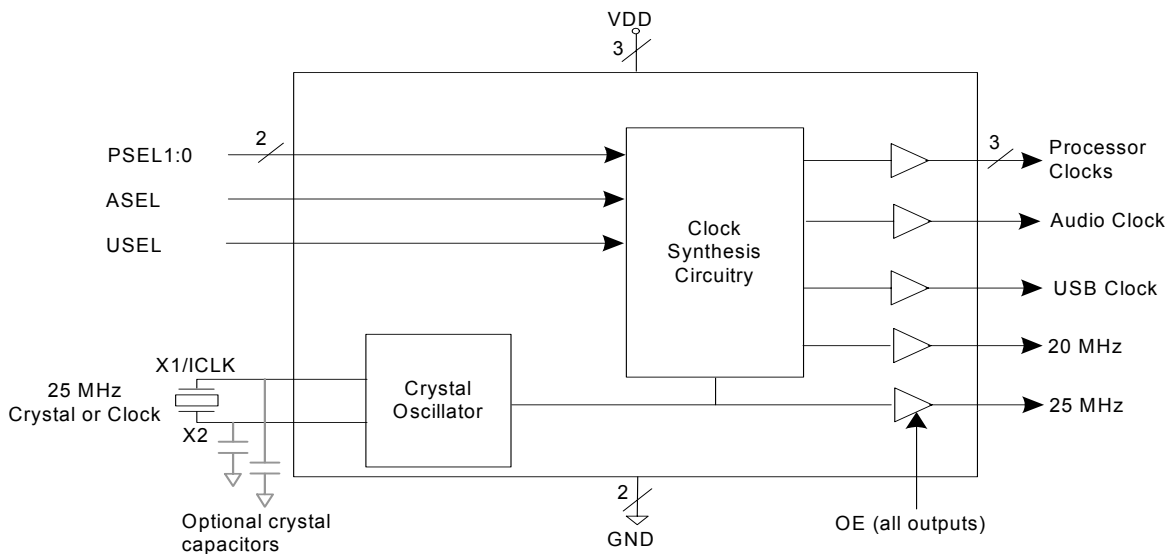 VDD
3
PSEL1:0
2
ASEL
USEL
Clock
Synthesis
Circuitry
3
Processor
Clocks
Audio Clock
USB Clock
20 MHz
25 MHz
X1/ICLK
25 MHz
Crystal or Clock
X2
Crystal
Oscillator
Optional crystal
capacitors
2
GND
OE (all outputs)